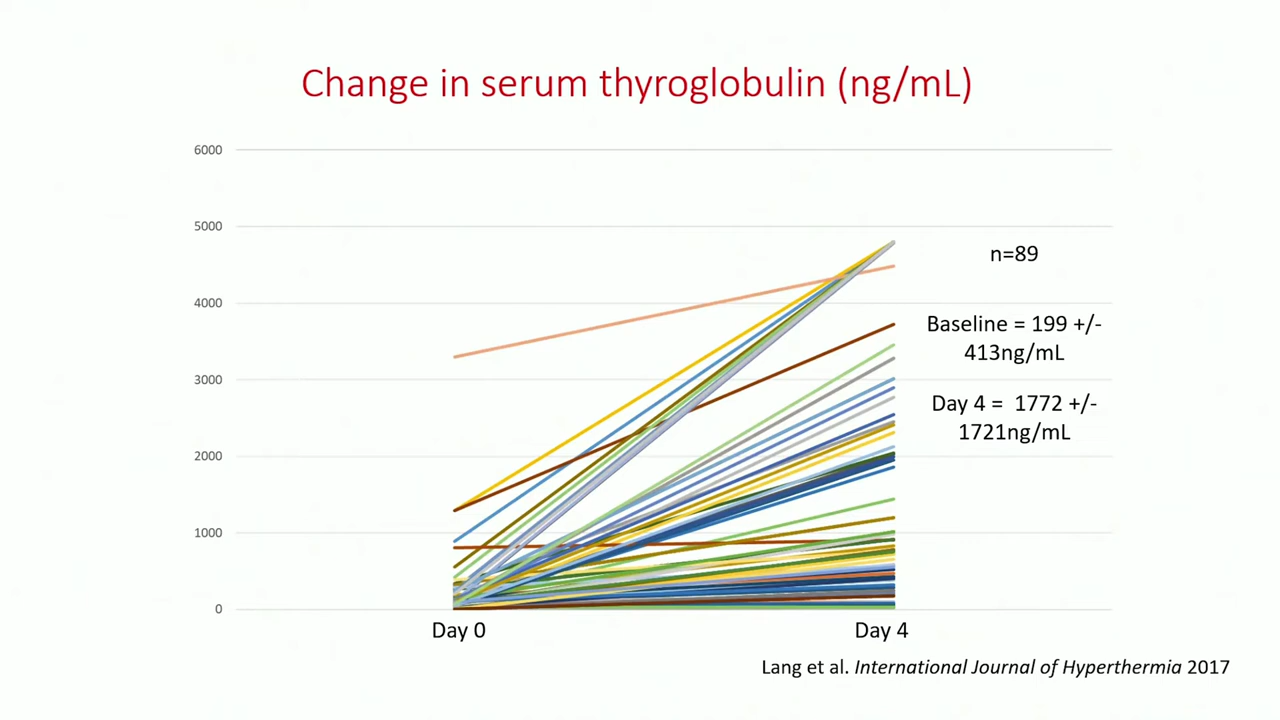 Change in serum thyroglobulin (ng/mL)
6000
5000
4000
3000
2000
1000
0
n=89
Baseline = 199 +/-
413ng/mL
Day 4 =  1772 +/-
1721ng/mL
Day 0
Day 4
Lang et al. International Journal of Hyperthermia 2017